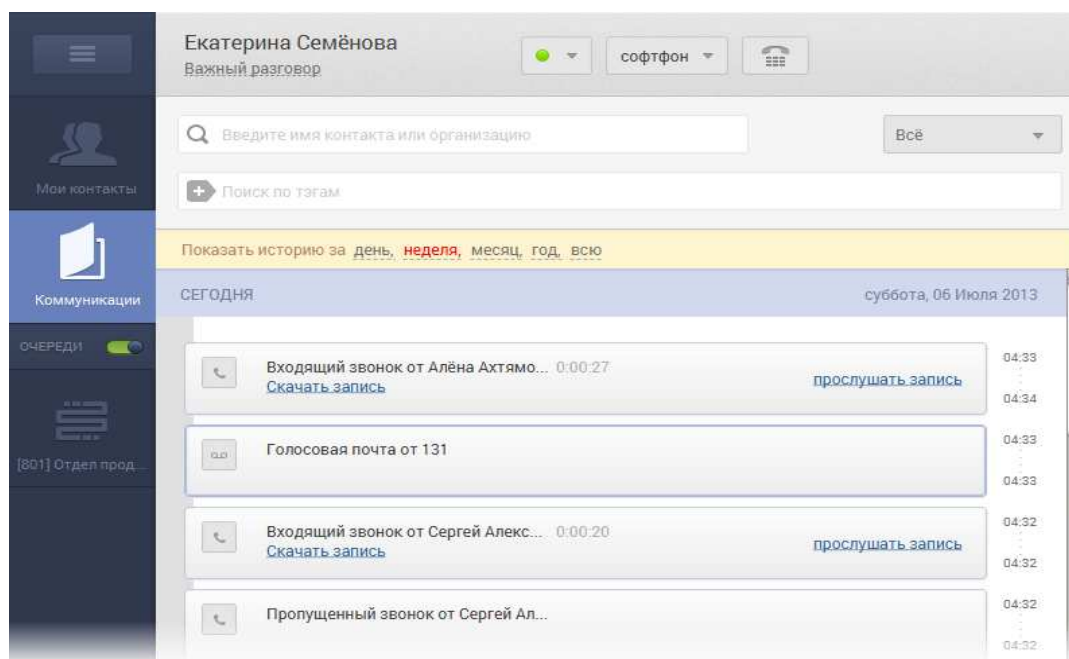 Екатерина Семёнова
Важный разговор
софтфон
Введите имя контакта или организацию
Всё
Мои контакты
Поиск по тэгам
Показать историю за день, неделя, месяц, год, всю
Коммуникации
СЕГОДНЯ суббота, 06 Июля 2013
ОЧЕРЕДИ
Входящий звонок от Алёна Ахтямо... 0:00:27 04:33
Скачать запись прослушать запись
04:34
Голосовая почта от 131 04:33
[801] Отдел прод...
04:33
Входящий звонок от Сергей Алекс... 0:00:20 04:32
Скачать запись прослушать запись
04:32
Пропущенный звонок от Сергей Ал... 04:32
04:32